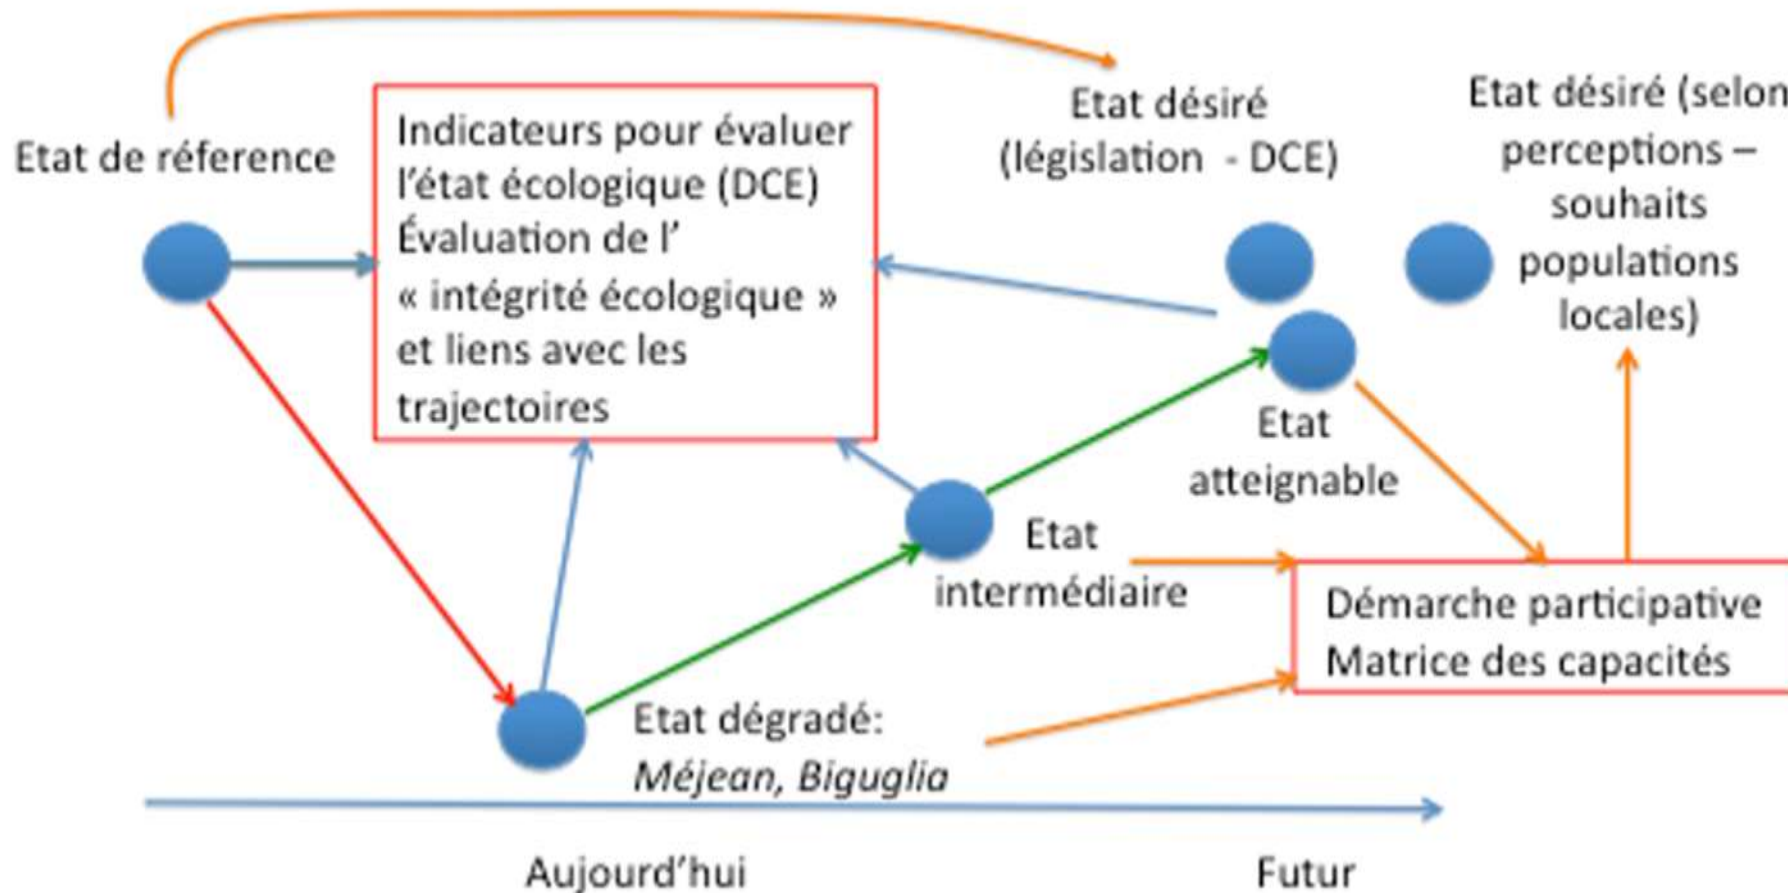 Etat de réference
Indicateurs pour évaluer
l’état écologique (DCE)
Évaluation de l’
« intégrité écologique »
et liens avec les
trajectoires
Etat désiré
(législation - DCE)
Etat désiré (selon
perceptions –
souhaits
populations
locales)
Etat
atteignable
Etat
intermédiaire
Démarche participative
Matrice des capacités
Etat dégradé:
Méjean, Biguglia
Aujourd’hui
Futur